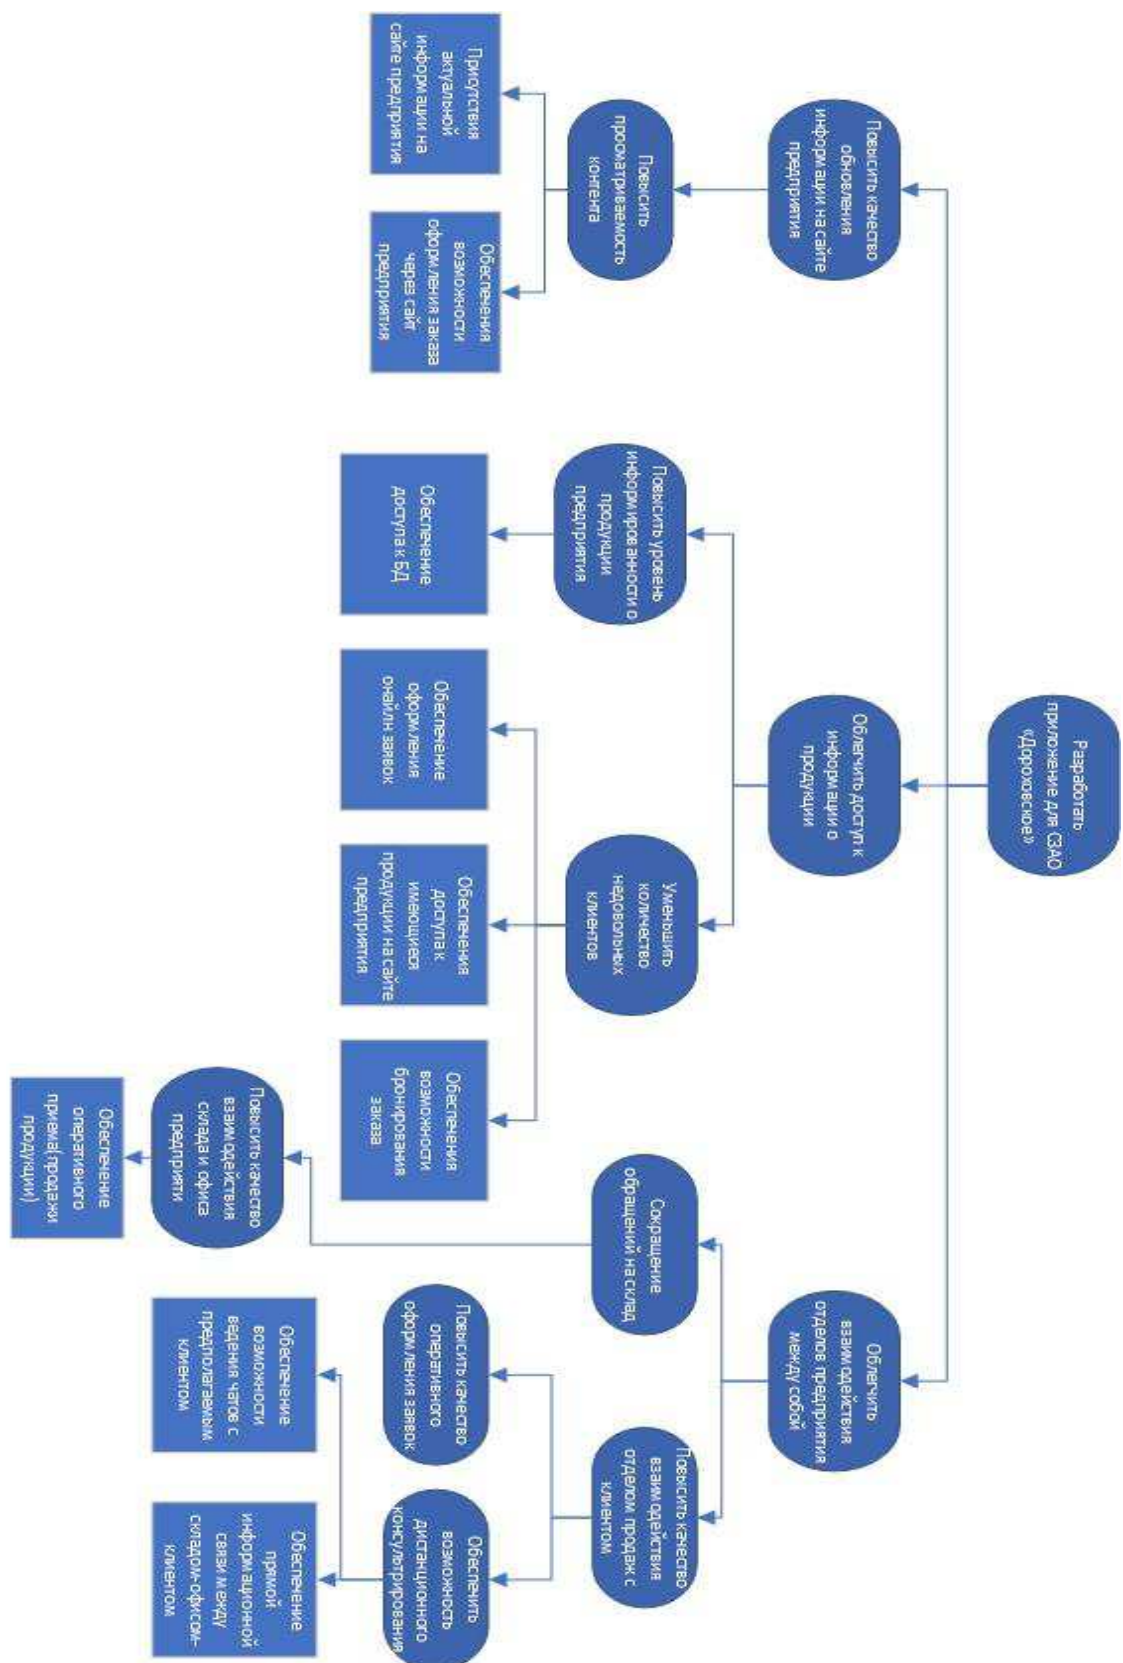 Разработать
приложение для СЗАО
«Дороховское»
Повысить качество
обновления
информации на сайте
предприятия
Облегчить доступ к
информации о
продукции
Облегчить
взаимодействия
отделов предприятия
между собой
Повысить
просматриваемость
контента
Повысить уровень
информированности о
продукции
предприятия
Уменьшить
количество
недовольных
клиентов
Сокращение
обращений на склад
Повысить качество
взаимодействия
отделом продаж с
клиентом
Присутствия
актуальной
информации на
сайте предприятия
Обеспечения
возможности
оформления заказа
через сайт
предприятия
Обеспечение
доступа к БД
Обеспечение
оформления
онайлн заявок
Обеспечения
доступа к
имеющиеся
продукции на сайте
предприятия
Обеспечения
возможности
бронирования
заказа
Повысить качество
оперативного
оформления заявок
Обеспечить
возможность
дистанционного
консультрирования
Повысить качество
взаимодействия
склада и офиса
предприяти
Обеспечение
возможности
ведения чатов с
предполагаемым
клиентом
Обеспечение
прямой
информационной
связи между
складом-офисом-
клиентом
Обеспечение
оперативного
приема(продажи
продукции)